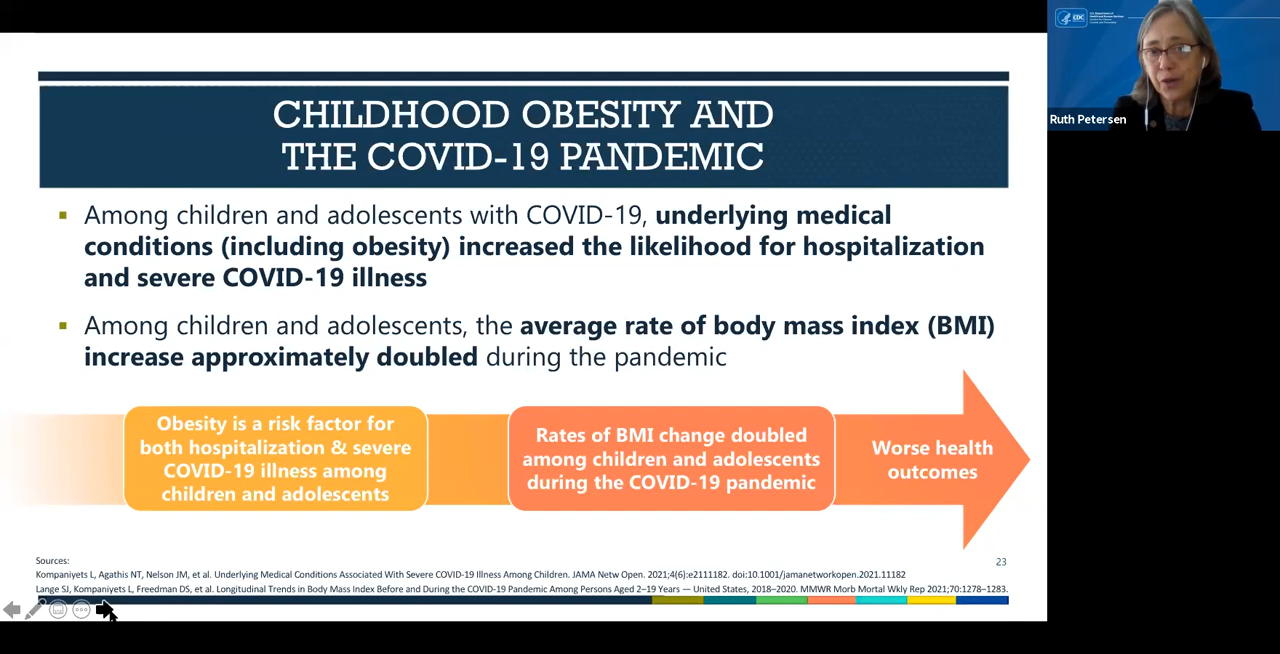 CHILDHOOD OBESITY AND
THE COVID-19 PANDEMIC
▪ Among children and adolescents with COVID-19, underlying medical
conditions (including obesity) increased the likelihood for hospitalization
and severe COVID-19 illness
▪ Among children and adolescents, the average rate of body mass index (BMI)
increase approximately doubled during the pandemic
Obesity is a risk factor for
both hospitalization & severe
COVID-19 illness among
children and adolescents
Rates of BMI change doubled
among children and adolescents
during the COVID-19 pandemic
Worse health
outcomes
Sources:
23
Kompaniyets L, Agathis NT, Nelson JM, et al. Underlying Medical Conditions Associated With Severe COVID-19 Illness Among Children. JAMA Netw Open. 2021;4(6):e2111182. doi:10.1001/jamanetworkopen.2021.11182
Lange SJ, Kompaniyets L, Freedman DS, et al. Longitudinal Trends in Body Mass Index Before and During the COVID-19 Pandemic Among Persons Aged 2–19 Years — United States, 2018–2020. MMWR Morb Mortal Wkly Rep 2021;70:1278–1283.
CDC
Ruth Petersen